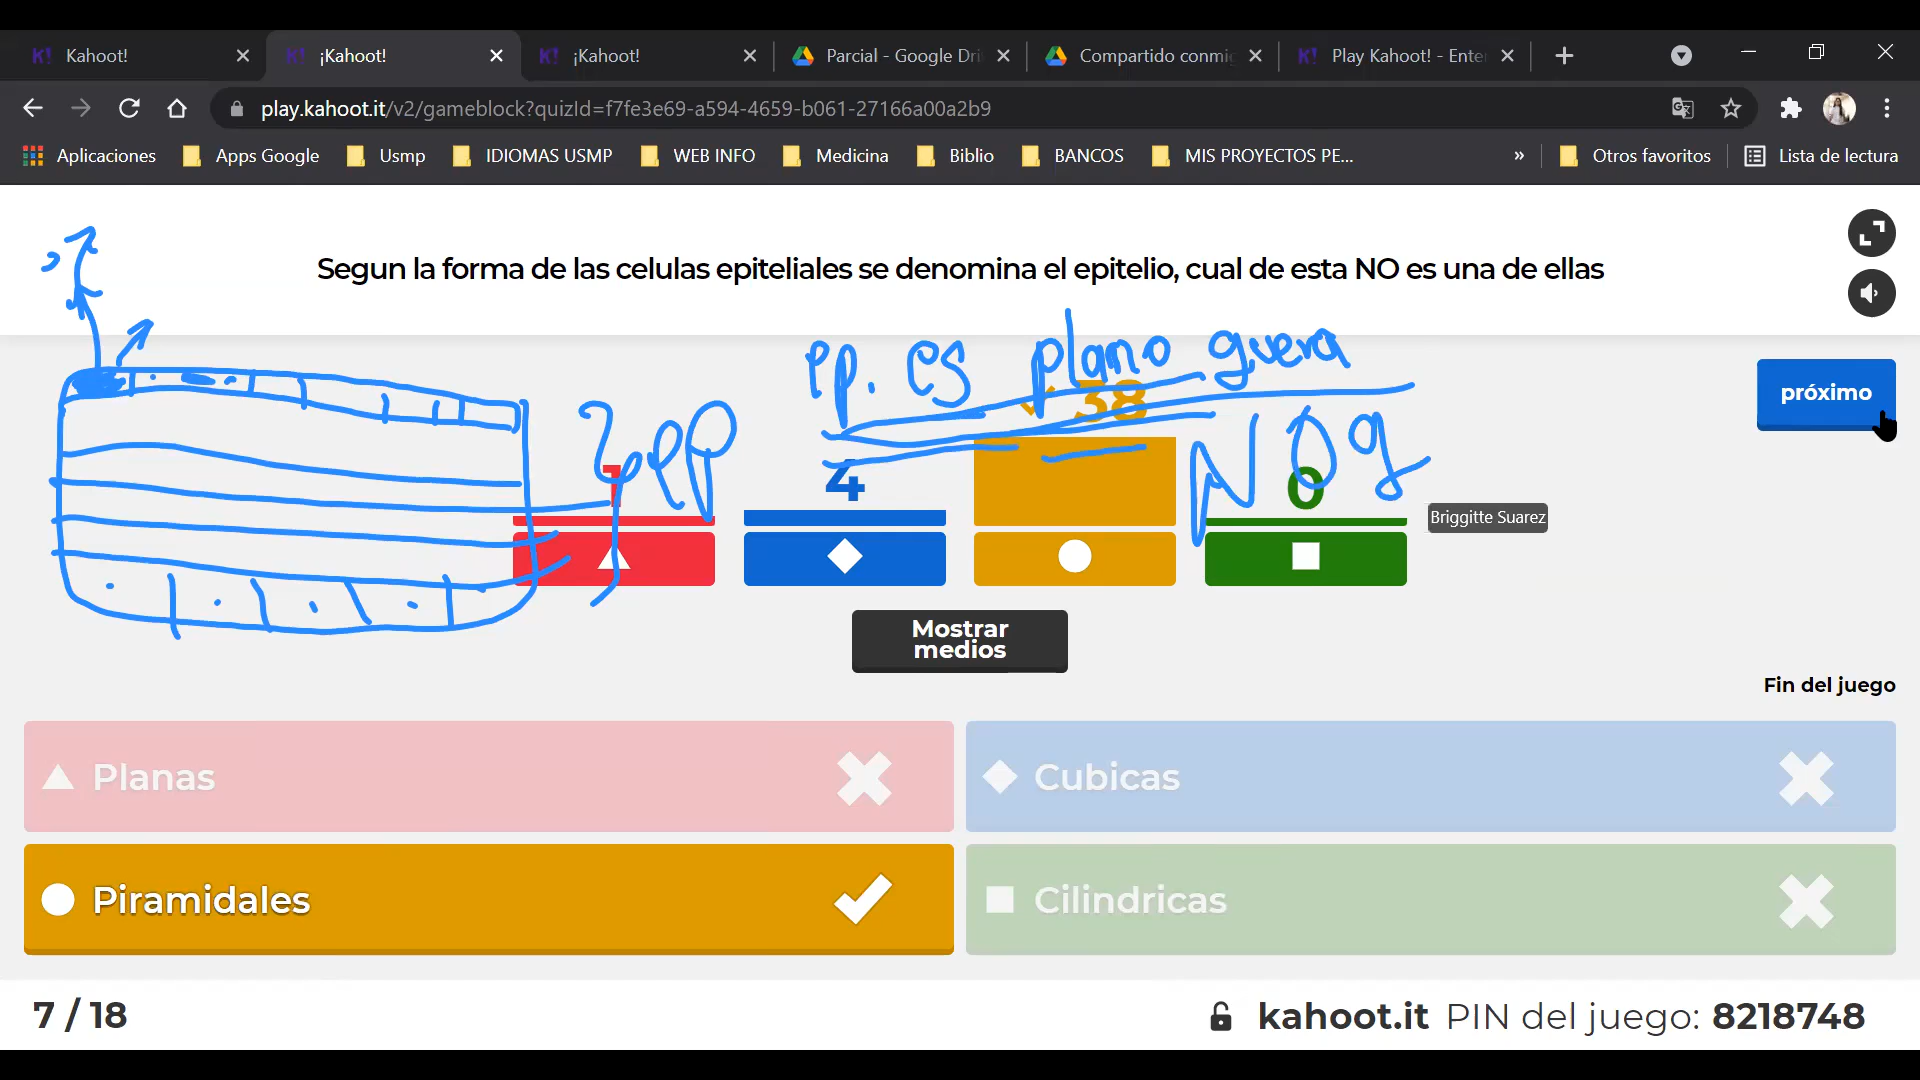 Kahoot!
¡Kahoot!
¡Kahoot!
Parcial - Google Dri
Compartido conmi
Play Kahoot! - Ente
play.kahoot.it/v2/gameblock?quizId=f7fe3e69-a594-4659-b061-27166a00a2b9
Aplicaciones
Apps Google
Usmp
IDIOMAS USMP
WEB INFO
Medicina
Biblio
BANCOS
MIS PROYECTOS PE...
»
Otros favoritos
Lista de lectura
Segun la forma de las celulas epiteliales se denomina el epitelio, cual de esta NO es una de ellas
ep. es plano
próximo
38
NO
1
4
0
Briggitte Suarez
Mostrar
medios
Fin del juego
Planas
Cubicas
Piramidales
Cilindricas
7 / 18
kahoot.it PIN del juego: 8218748